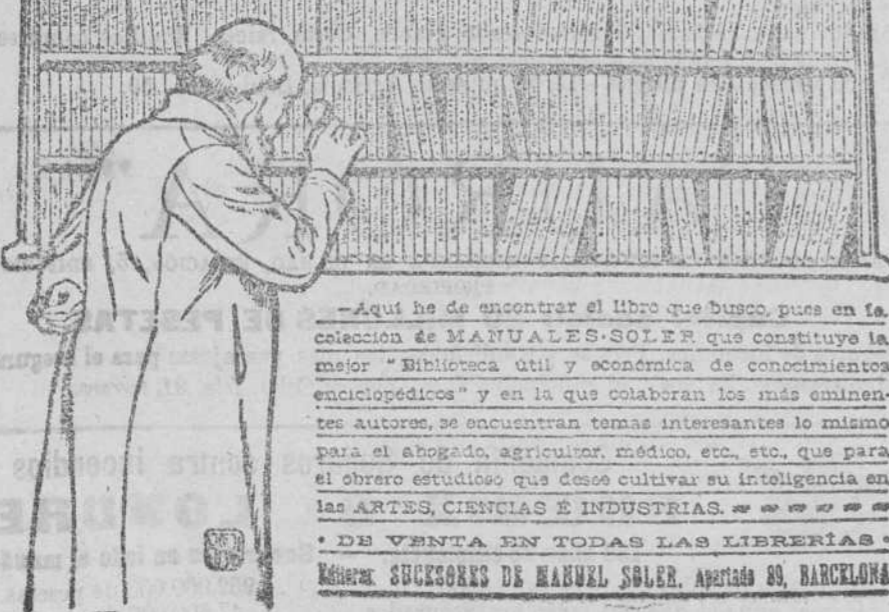 —Aquí he de encontrar el libro que busco, pues en la
colección de MANUALES-SOLER que constituye la
mejor "Biblioteca útil y económica de conocimientos
enciclopédicos" y en la que colaboran los más eminen-
tes autores, se encuentran temas interesantes lo mismo
para el abogado, agricultor, médico, etc., etc., que para
el obrero estudioso que desee cultivar su inteligencia en
las ARTES, CIENCIAS É INDUSTRIAS.
• DE VENTA EN TODAS LAS LIBRERÍAS •
SUCESORES DE MANUEL SOLER. Apartado 89, BARCELONA